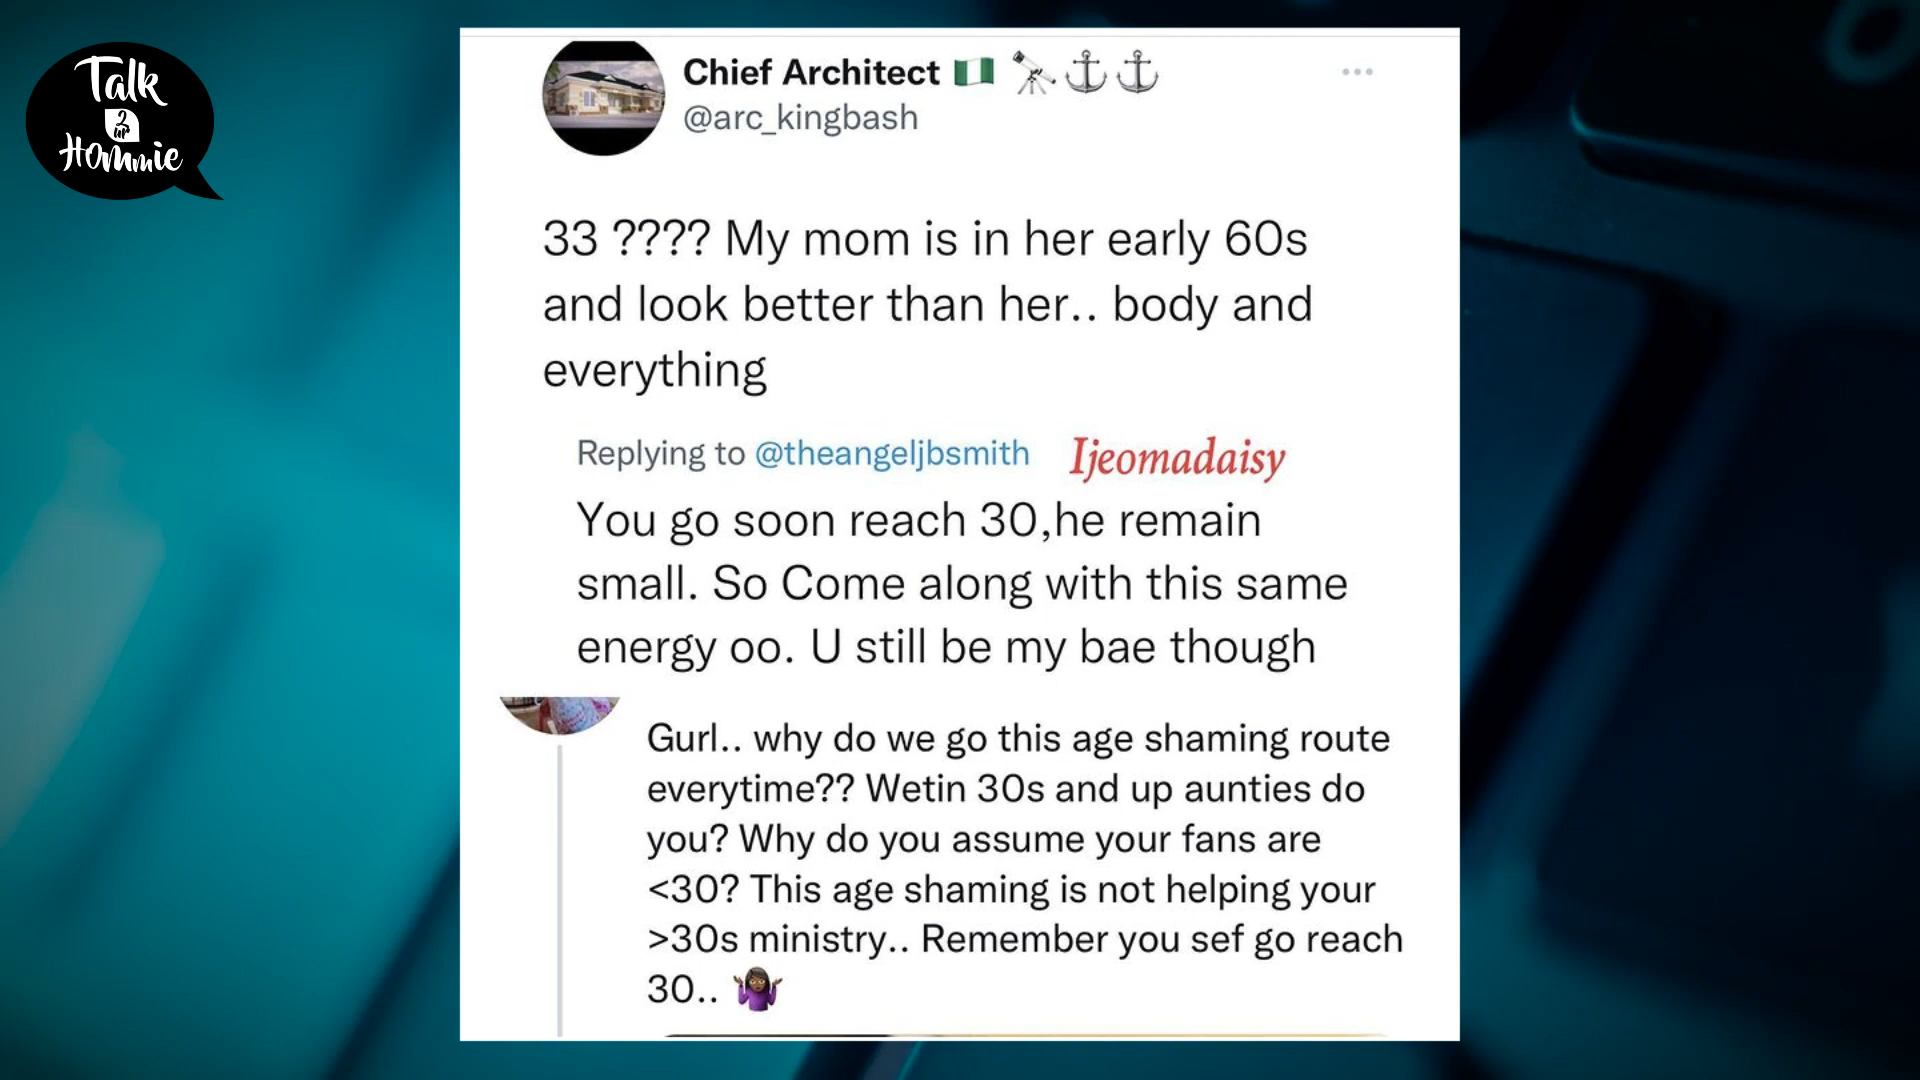 Talk
2
ur
Hommie
Chief Architect
@arc_kingbash
33 ???? My mom is in her early 60s
and look better than her.. body and
everything
Replying to @theangeljbsmith
Ijeomadaisy
You go soon reach 30,he remain
small. So Come along with this same
energy oo. U still be my bae though
Gurl.. why do we go this age shaming route
everytime?? Wetin 30s and up aunties do
you? Why do you assume your fans are
<30? This age shaming is not helping your
>30s ministry.. Remember you sef go reach
30..